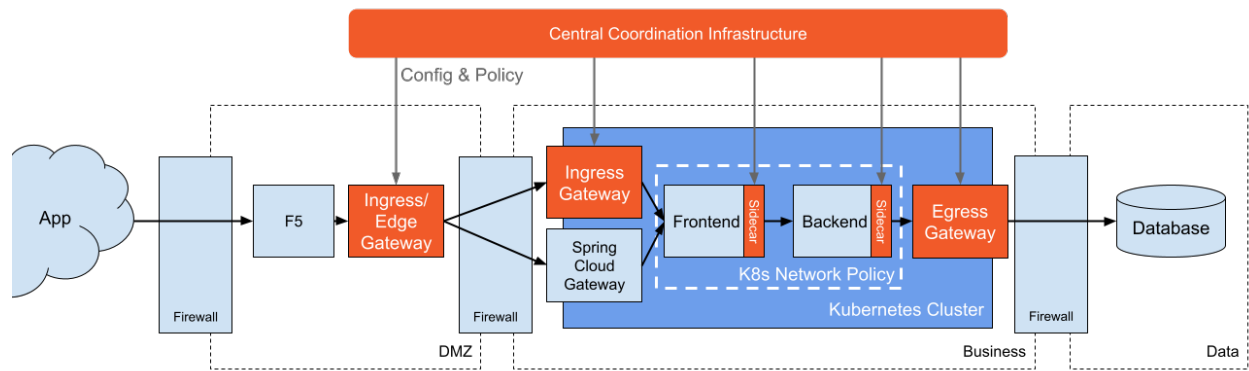 Central Coordination Infrastructure
Config & Policy
App
Firewall
F5
Ingress/
Edge
Gateway
DMZ
Firewall
Ingress
Gateway
Spring
Cloud
Gateway
Frontend
Sidecar
Backend
Sidecar
K8s Network Policy
Egress
Gateway
Kubernetes Cluster
Business
Firewall
Database
Data